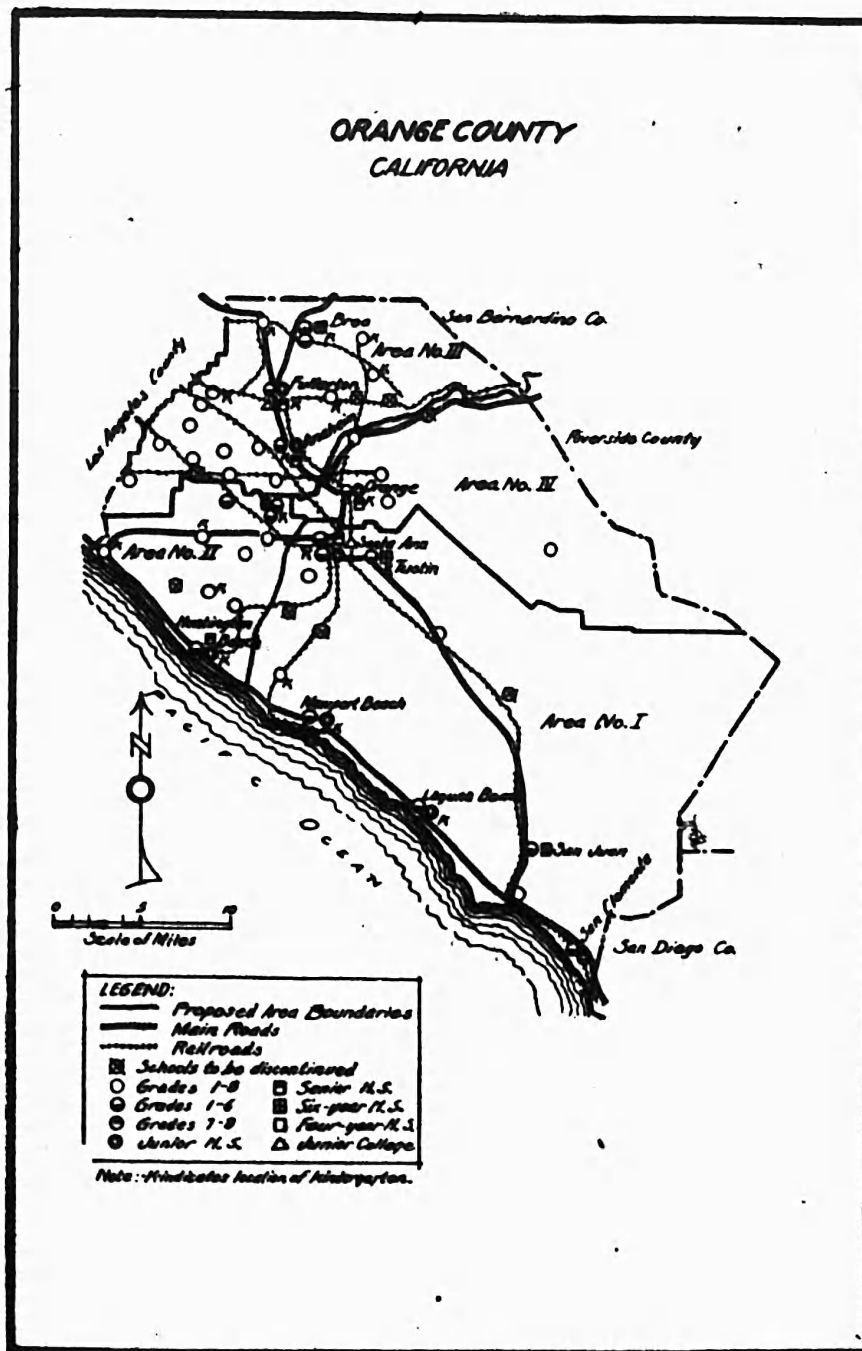 ORANGE COUNTY
CALIFORNIA
San Bernardino Co.
Brea
K
K
Area No. III
K
Los Angeles County
Fullerton
K
K
K
Anaheim
Riverside County
K
Orange
K
Area No. IV
K
K
K
Area No. II
K
Santa Ana
Tustin
K
Huntington
Beach
K
K
Newport Beach
K
Area No. I
N
PACIFIC OCEAN
Laguna Beach
K
San Juan
San Clemente
San Diego Co.
0 5 10
Scale of Miles
LEGEND:
Proposed Area Boundaries
Main Roads
Railroads
Schools to be discontinued
Grades 1-8 Senior H.S.
Grades 1-6 Six-year H.S.
Grades 7-8 Four-year H.S.
Junior H.S. Junior College
Note: K indicates location of kindergarten.